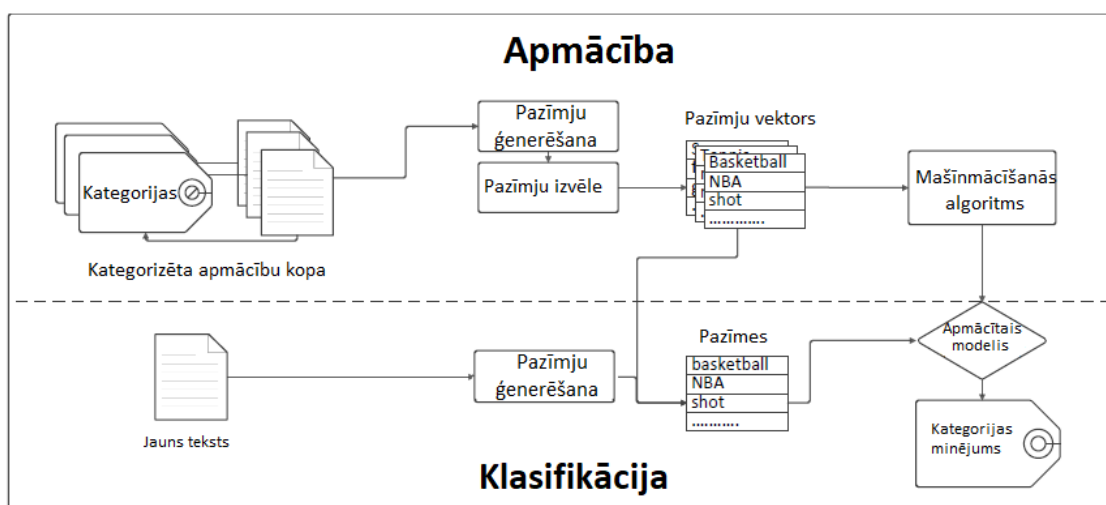 Apmācība
Pazīmju
ģenerēšana
Pazīmju izvēle
Pazīmju vektors
Basketball
NBA
shot
………….
Mašīnmācīšanās
algoritms
Kategorijas
Kategorizēta apmācību kopa
Jauns teksts
Pazīmju
ģenerēšana
Pazīmes
basketball
NBA
shot
………..
Apmācītais
modelis
Kategorijas
minējums
Klasifikācija